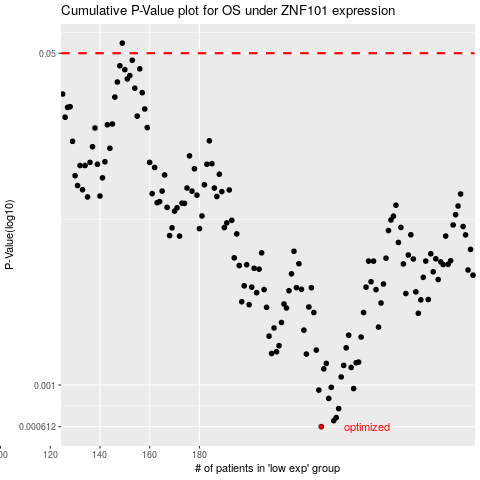 Cumulative P-Value plot for OS under ZNF101 expression
P-Value(log10)
0.05
0.001
0.000612
optimized
00 120 140 160 180
# of patients in 'low exp' group